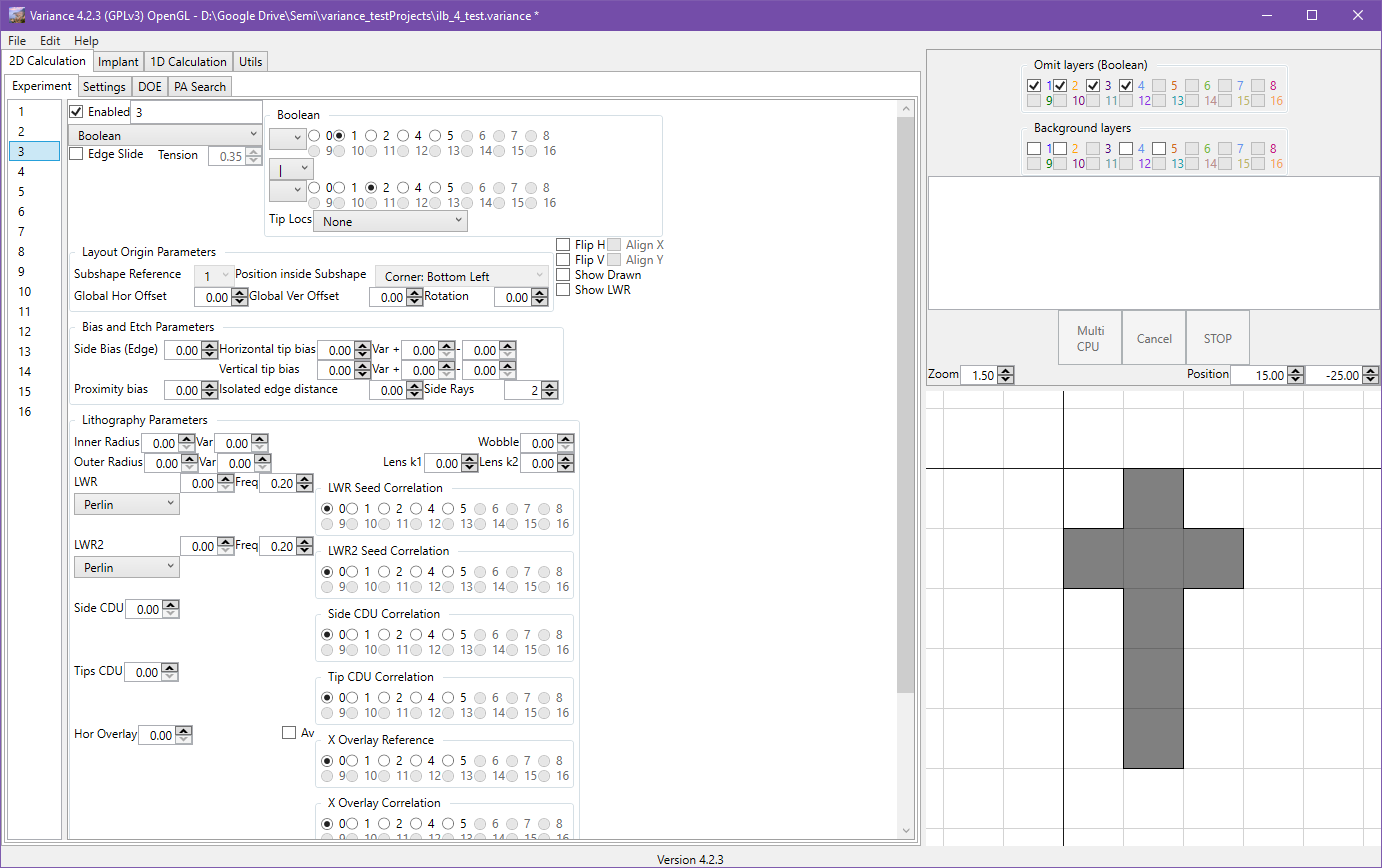 Variance 4.2.3 (GPLv3) OpenGL - D:\Google Drive\Semi\variance_testProjects\ilb_4_test.variance *
File Edit Help
2D Calculation Implant 1D Calculation Utils
Experiment Settings DOE PA Search
1
2
3
4
5
6
7
8
9
10
11
12
13
14
15
16
Enabled 3
Boolean
Edge Slide Tension 0.35
Boolean
0 1 2 4 5 6 7 8
9 10 11 12 13 14 15 16
|
0 1 2 4 5 6 7 8
9 10 11 12 13 14 15 16
Tip Locs None
Layout Origin Parameters
Subshape Reference 1 Position inside Subshape Corner: Bottom Left
Global Hor Offset 0.00 Global Ver Offset 0.00 Rotation 0.00
Flip H Align X
Flip V Align Y
Show Drawn
Show LWR
Bias and Etch Parameters
Side Bias (Edge) 0.00 Horizontal tip bias 0.00 Var + 0.00 - 0.00
Vertical tip bias 0.00 Var + 0.00 - 0.00
Proximity bias 0.00 Isolated edge distance 0.00 Side Rays 2
Lithography Parameters
Inner Radius 0.00 Var 0.00 Wobble 0.00
Outer Radius 0.00 Var 0.00 Lens k1 0.00 Lens k2 0.00
LWR 0.00 Freq 0.20
Perlin
LWR Seed Correlation
0 1 2 4 5 6 7 8
9 10 11 12 13 14 15 16
LWR2 0.00 Freq 0.20
Perlin
LWR2 Seed Correlation
0 1 2 4 5 6 7 8
9 10 11 12 13 14 15 16
Side CDU 0.00
Side CDU Correlation
0 1 2 4 5 6 7 8
9 10 11 12 13 14 15 16
Tips CDU 0.00
Tip CDU Correlation
0 1 2 4 5 6 7 8
9 10 11 12 13 14 15 16
Hor Overlay 0.00 Av
X Overlay Reference
0 1 2 4 5 6 7 8
9 10 11 12 13 14 15 16
X Overlay Correlation
0 1 2 4 5 6 7 8
9 10 11 12 13 14 15 16
Omit layers (Boolean)
1 2 3 4 5 6 7 8
9 10 11 12 13 14 15 16
Background layers
1 2 3 4 5 6 7 8
9 10 11 12 13 14 15 16
Multi
CPU
Cancel
STOP
Zoom 1.50 Position 15.00 -25.00
Version 4.2.3